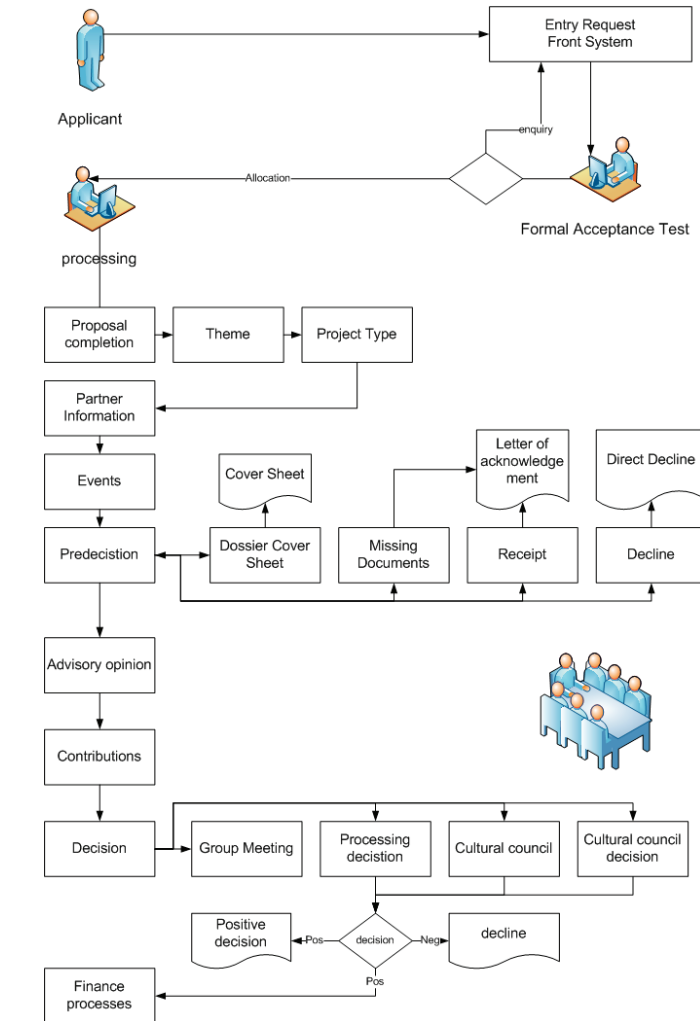 Entry Request
Front System
Applicant
enquiry
Allocation
Formal Acceptance Test
processing
Proposal
completion
Theme
Project Type
Partner
Information
Letter of
acknowledge
ment
Direct Decline
Cover Sheet
Events
Predecistion
Dossier Cover
Sheet
Missing
Documents
Receipt
Decline
Advisory opinion
Contributions
Decision
Group Meeting
Processing
decistion
Cultural council
Cultural council
decision
Positive
decision
Pos
decision
Neg
decline
Pos
Finance
processes